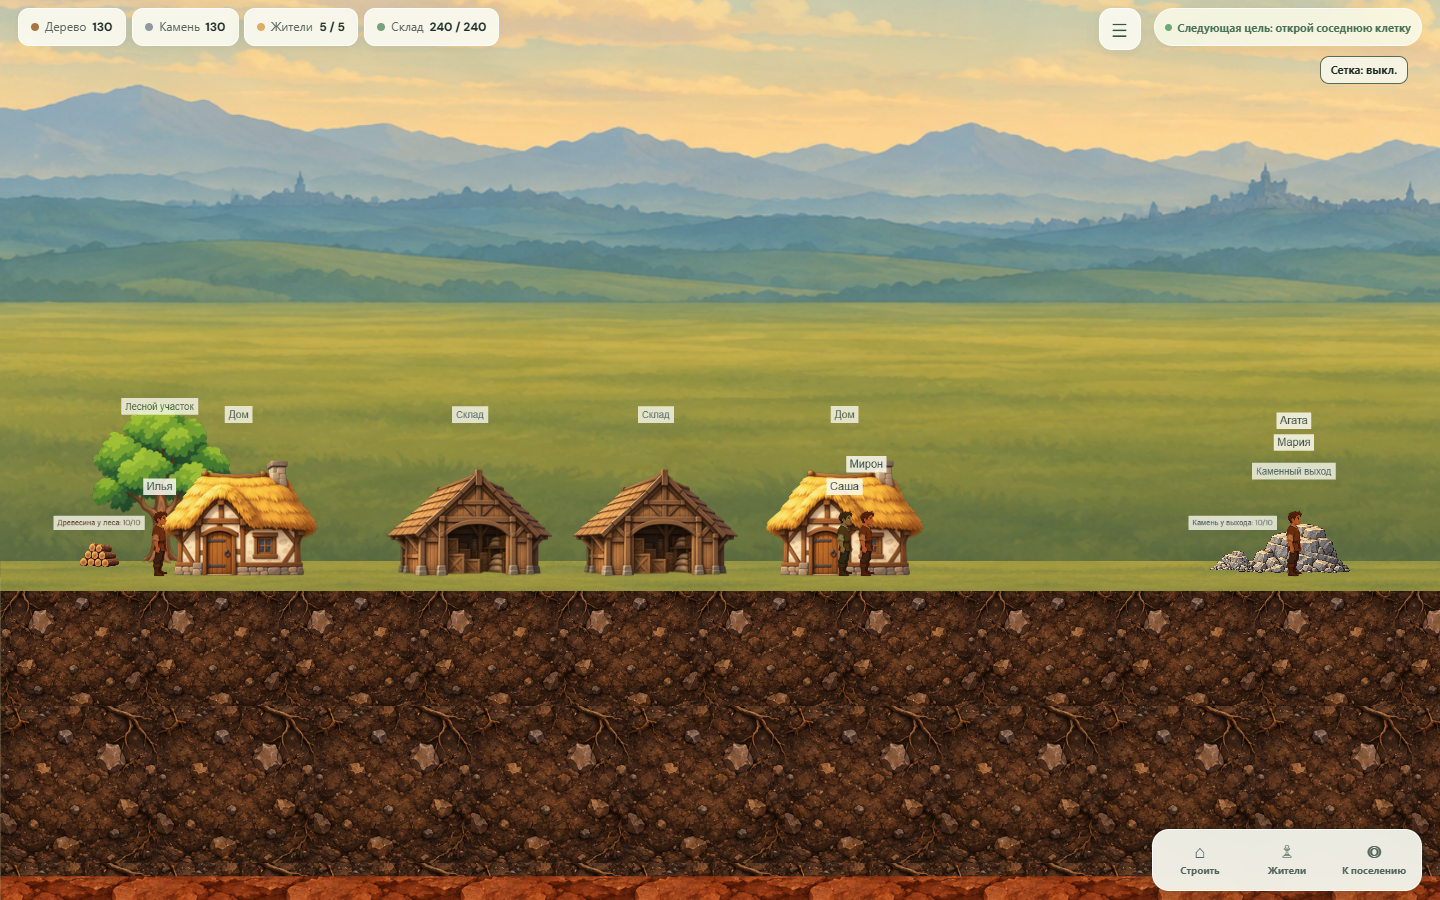 Дерево 130
Камень 130
Жители 5 / 5
Склад 240 / 240
☰
Следующая цель: открой соседнюю клетку
Сетка: выкл.
Лесной участок
Дом
Склад
Склад
Дом
Агата
Мария
Мирон
Каменный выход
Илья
Саша
Древесина у леса: 10/10
Камень у выхода: 10/10
Строить
Жители
К поселению